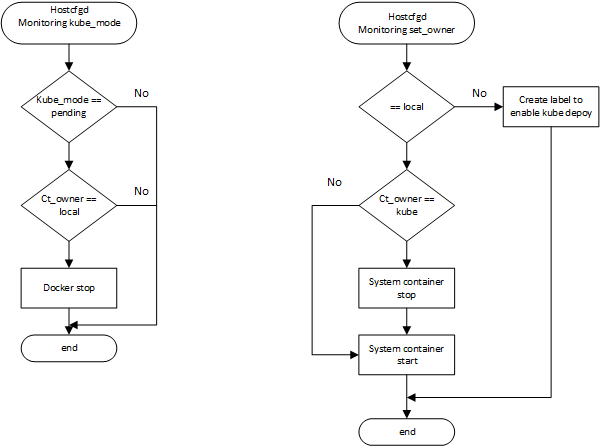 Hostcfgd
Monitoring kube_mode
Kube_mode ==
pending
No
Ct_owner ==
local
No
Docker stop
end
Hostcfgd
Monitoring set_owner
== local
No
Create label to
enable kube depoy
No
Ct_owner ==
kube
System container
stop
System container
start
end